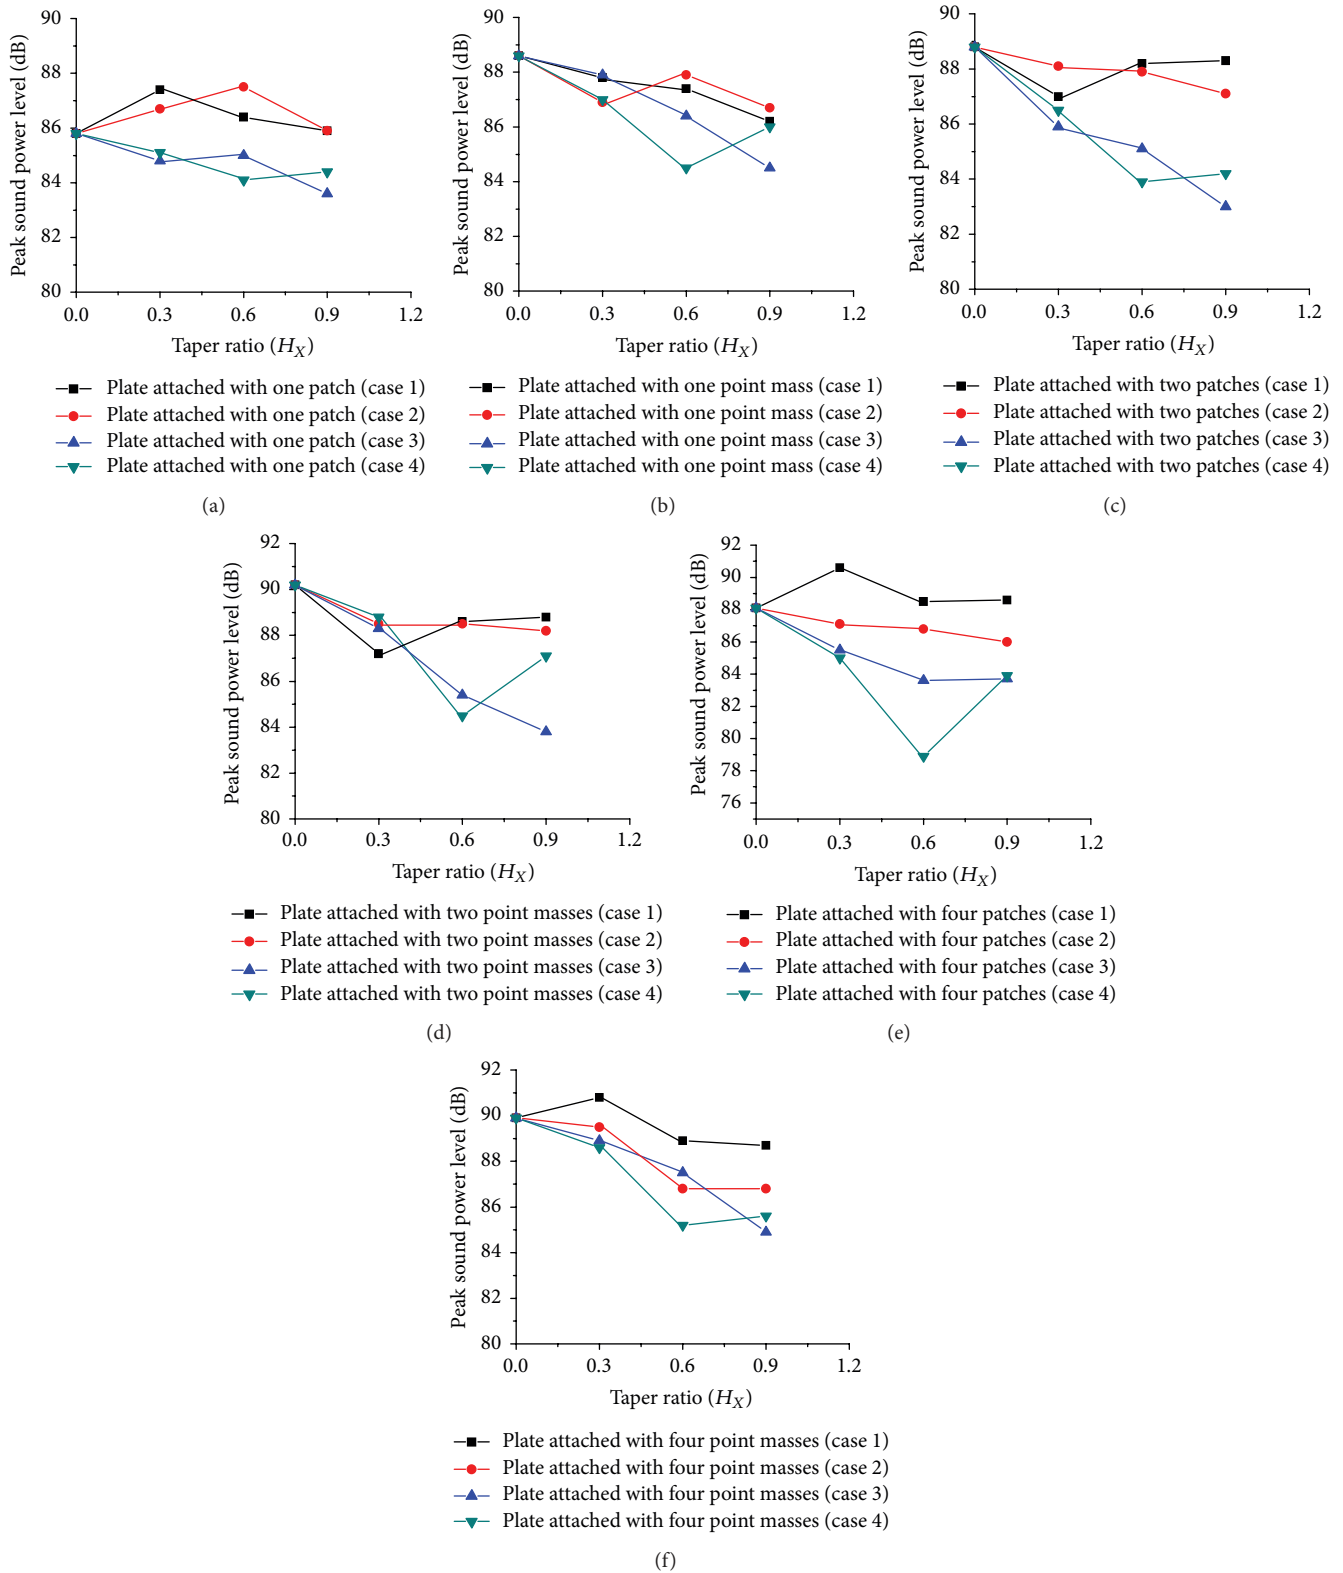 90
88
86
84
82
80
Peak sound power level (dB)
0.0 0.3 0.6 0.9 1.2
Taper ratio (H_X)
Plate attached with one patch (case 1)
Plate attached with one patch (case 2)
Plate attached with one patch (case 3)
Plate attached with one patch (case 4)
(a)
90
88
86
84
82
80
Peak sound power level (dB)
0.0 0.3 0.6 0.9 1.2
Taper ratio (H_X)
Plate attached with one point mass (case 1)
Plate attached with one point mass (case 2)
Plate attached with one point mass (case 3)
Plate attached with one point mass (case 4)
(b)
90
88
86
84
82
80
Peak sound power level (dB)
0.0 0.3 0.6 0.9 1.2
Taper ratio (H_X)
Plate attached with two patches (case 1)
Plate attached with two patches (case 2)
Plate attached with two patches (case 3)
Plate attached with two patches (case 4)
(c)
92
90
88
86
84
82
80
Peak sound power level (dB)
0.0 0.3 0.6 0.9 1.2
Taper ratio (H_X)
Plate attached with two point masses (case 1)
Plate attached with two point masses (case 2)
Plate attached with two point masses (case 3)
Plate attached with two point masses (case 4)
(d)
92
90
88
86
84
82
80
78
76
Peak sound power level (dB)
0.0 0.3 0.6 0.9 1.2
Taper ratio (H_X)
Plate attached with four patches (case 1)
Plate attached with four patches (case 2)
Plate attached with four patches (case 3)
Plate attached with four patches (case 4)
(e)
92
90
88
86
84
82
80
Peak sound power level (dB)
0.0 0.3 0.6 0.9 1.2
Taper ratio (H_X)
Plate attached with four point masses (case 1)
Plate attached with four point masses (case 2)
Plate attached with four point masses (case 3)
Plate attached with four point masses (case 4)
(f)